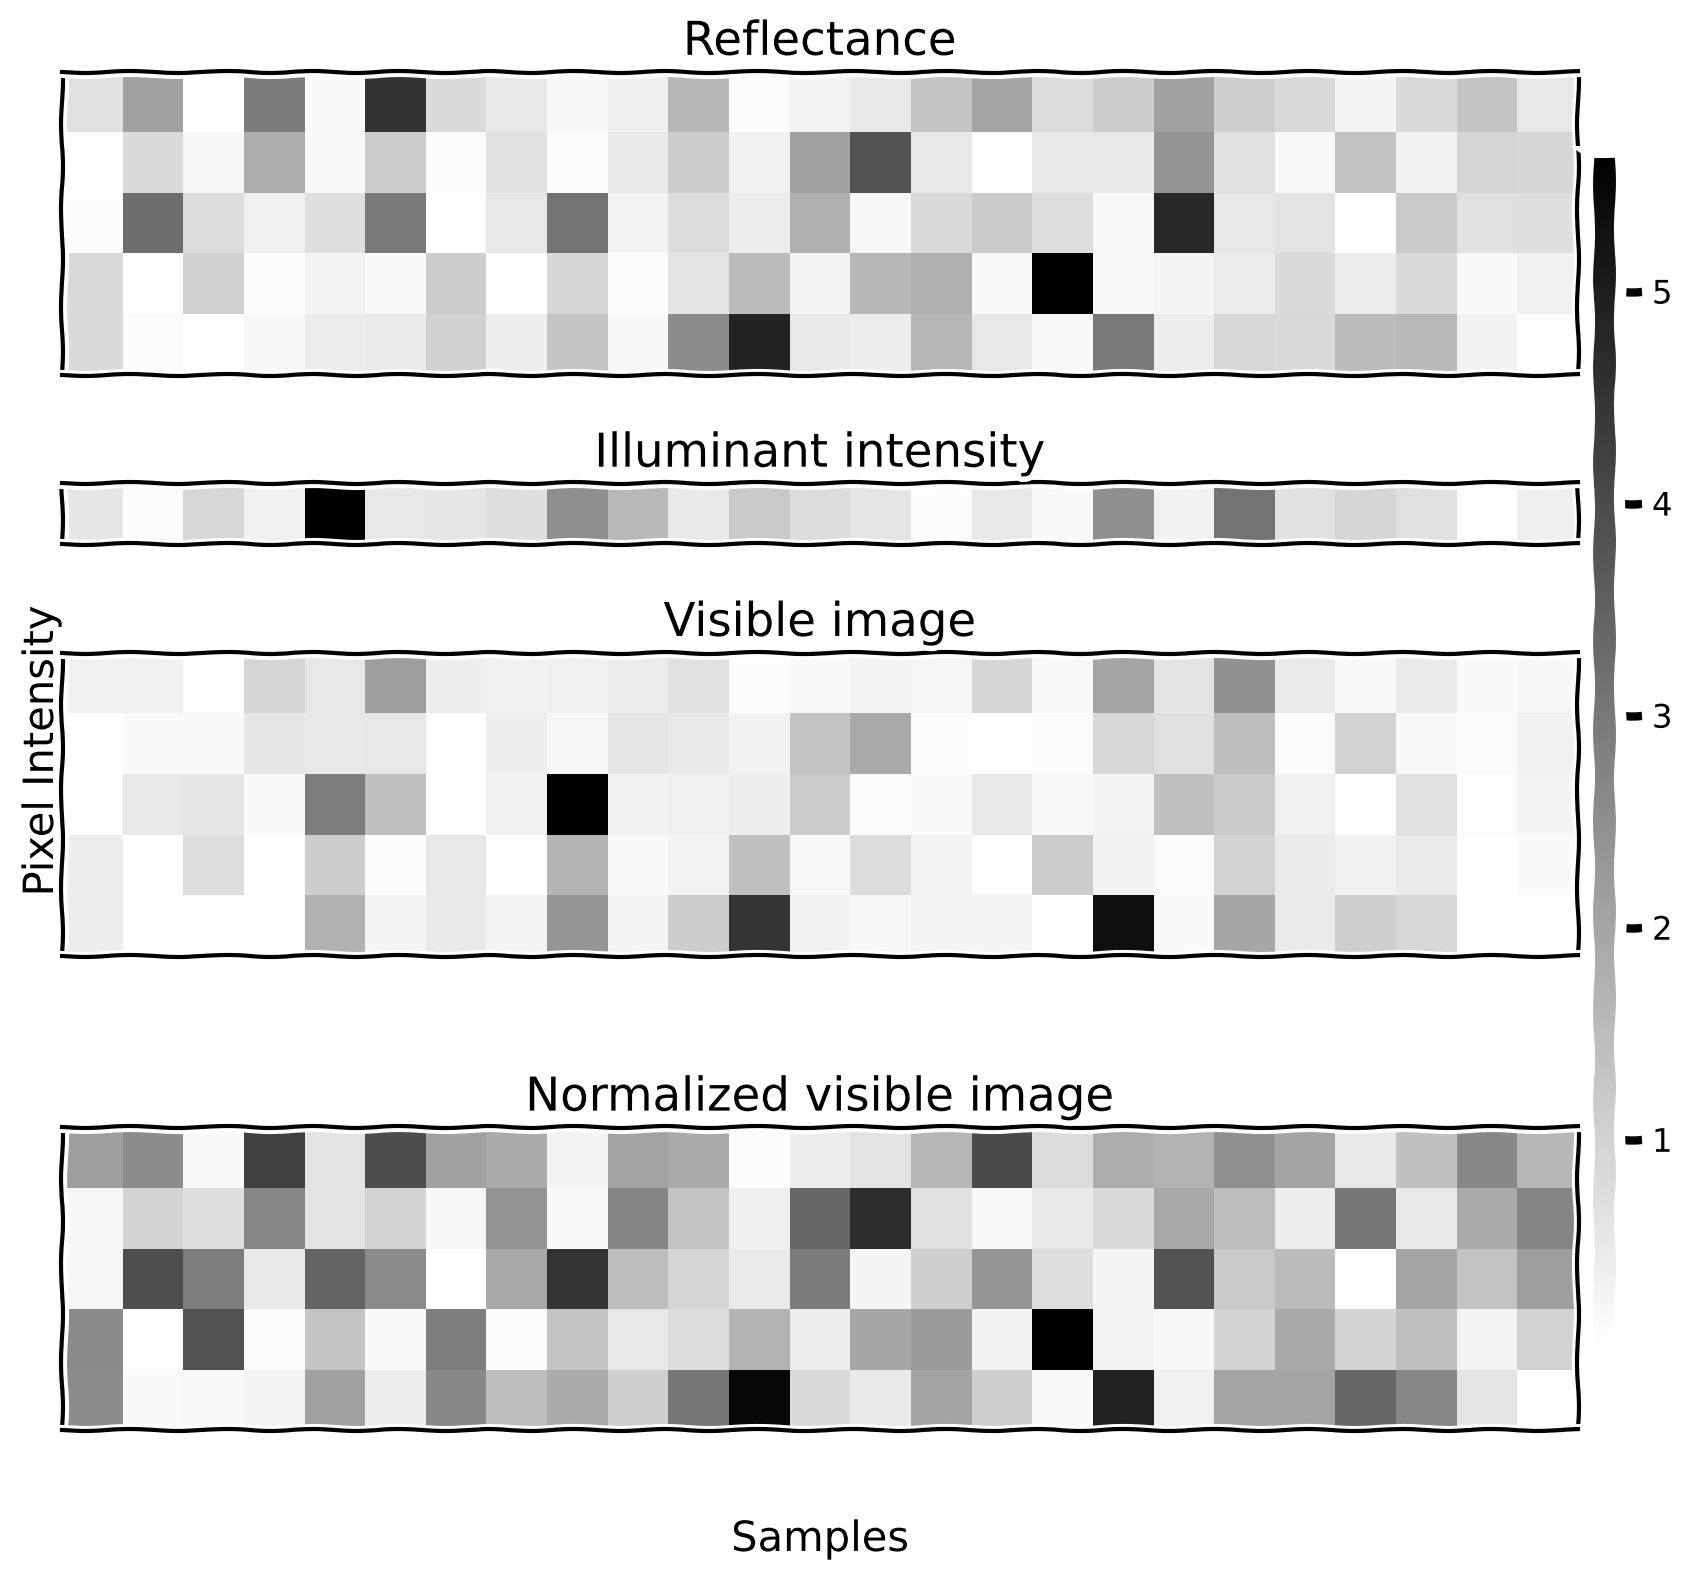 Reflectance
Illuminant intensity
Visible image
Pixel Intensity
Normalized visible image
Samples
5
4
3
2
1